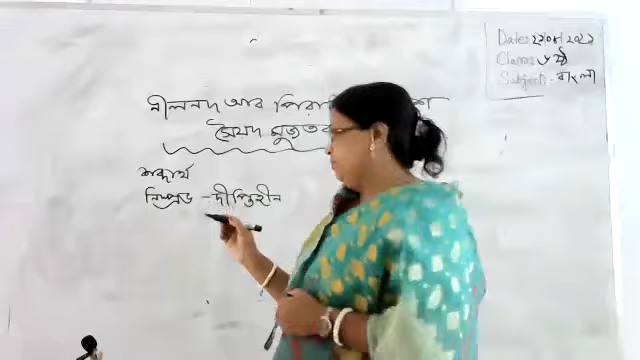 Date: ২২০৮/২০২১
Class: ৬ষ্ঠ
Subject:- বাংলা
নীলনদ আর পিরা
সৈয়দ মুজতবা
শব্দার্থ
নিষ্প্রভ - দীপ্তিহীন